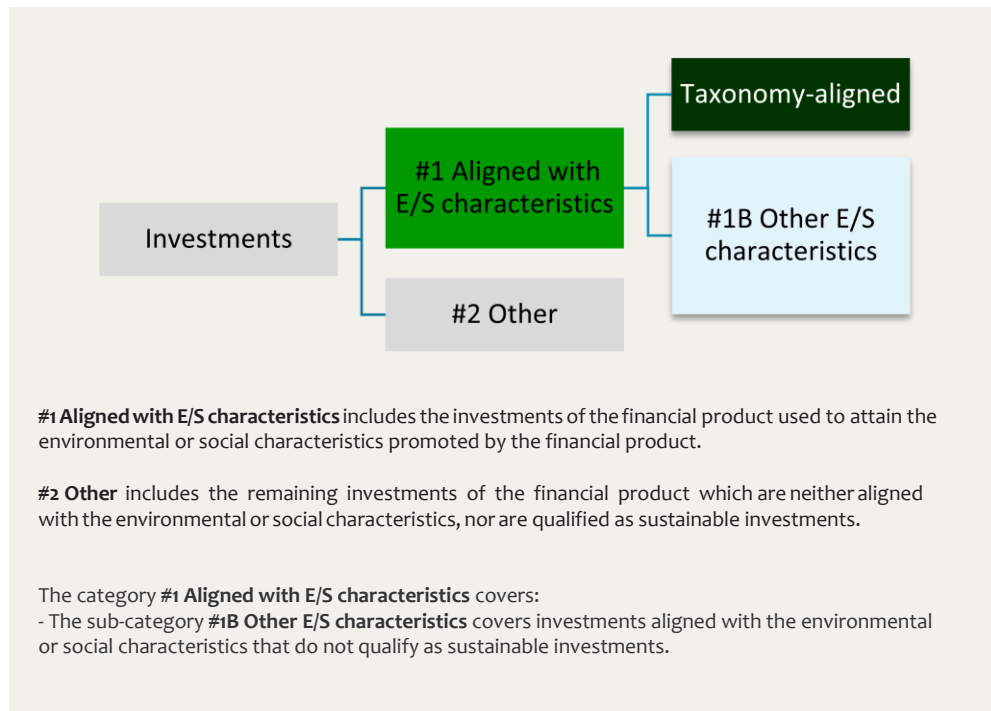 Taxonomy-aligned
#1 Aligned with
E/S characteristics
#1B Other E/S
characteristics
Investments
#2 Other
#1 Aligned with E/S characteristics includes the investments of the financial product used to attain the
environmental or social characteristics promoted by the financial product.
#2 Other includes the remaining investments of the financial product which are neither aligned
with the environmental or social characteristics, nor are qualified as sustainable investments.
The category #1 Aligned with E/S characteristics covers:
- The sub-category #1B Other E/S characteristics covers investments aligned with the environmental
or social characteristics that do not qualify as sustainable investments.